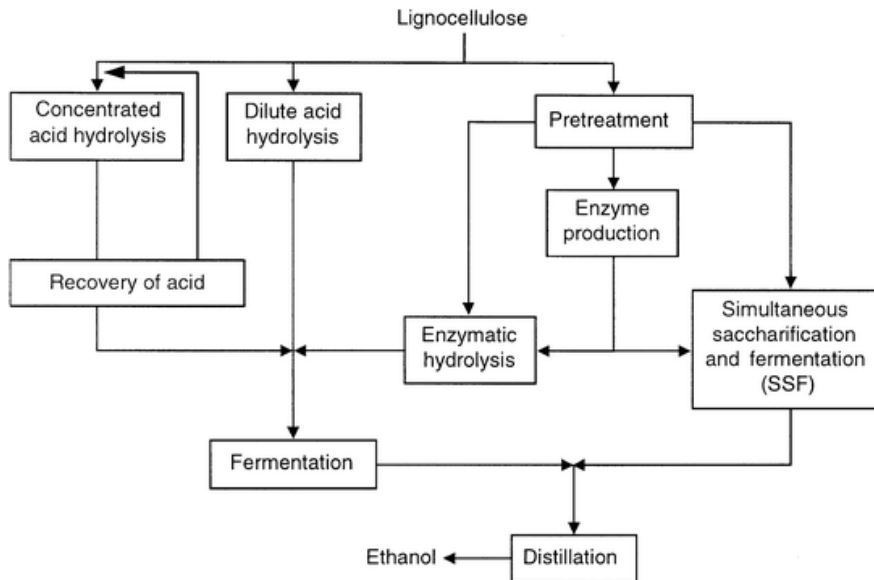 Lignocellulose
Concentrated
acid hydrolysis
Dilute acid
hydrolysis
Pretreatment
Enzyme
production
Recovery of acid
Enzymatic
hydrolysis
Simultaneous
saccharification
and fermentation
(SSF)
Fermentation
Ethanol
Distillation